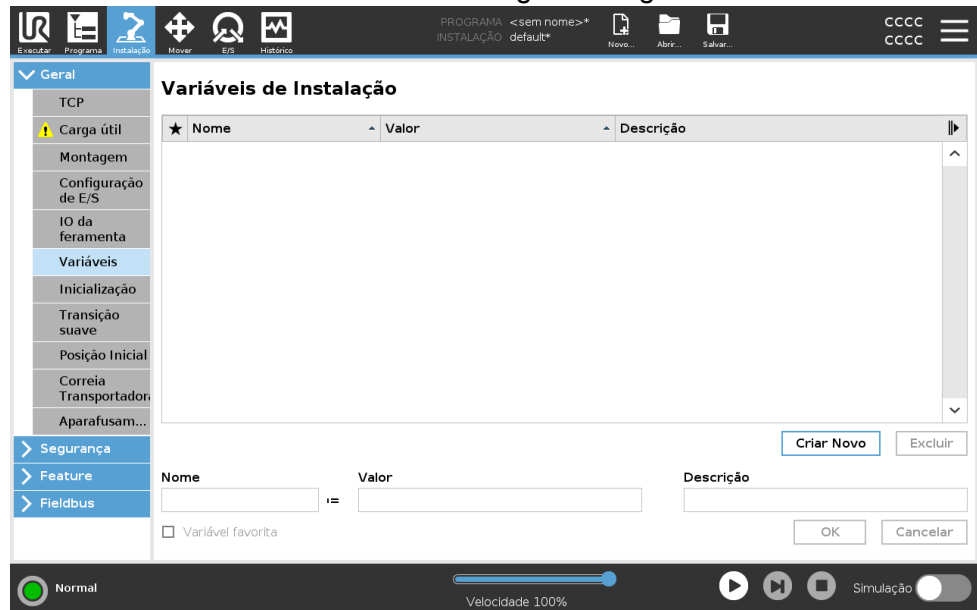 PROGRAMA <sem nome>*
INSTALAÇÃO default*
cccc
cccc
Executar Programa Instalação Mover E/S Histórico Novo... Abrir... Salvar...
Geral
TCP
Carga útil
Montagem
Configuração
de E/S
IO da
feramenta
Variáveis
Inicialização
Transição
suave
Posição Inicial
Correia
Transportadora
Aparafusam...
Segurança
Feature
Fieldbus
Variáveis de Instalação
Nome Valor Descrição
Criar Novo Excluir
Nome Valor Descrição
:=
Variável favorita OK Cancelar
Normal Velocidade 100% Simulação